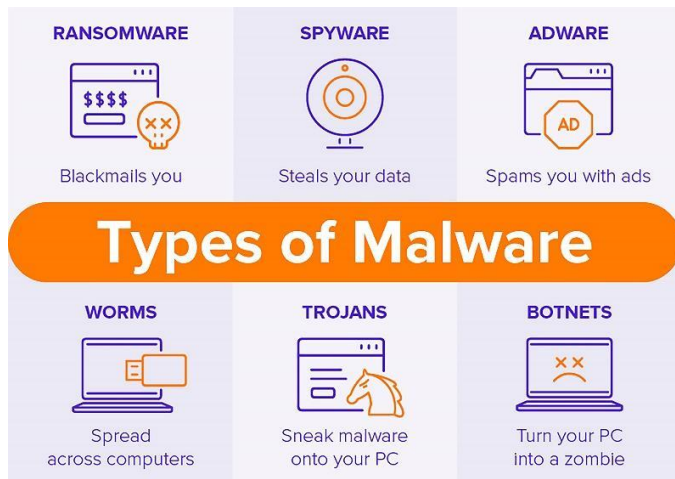 RANSOMWARE
SPYWARE
ADWARE
$$$$
AD
Blackmails you
Steals your data
Spams you with ads
Types of Malware
WORMS
TROJANS
BOTNETS
Spread
across computers
Sneak malware
onto your PC
Turn your PC
into a zombie